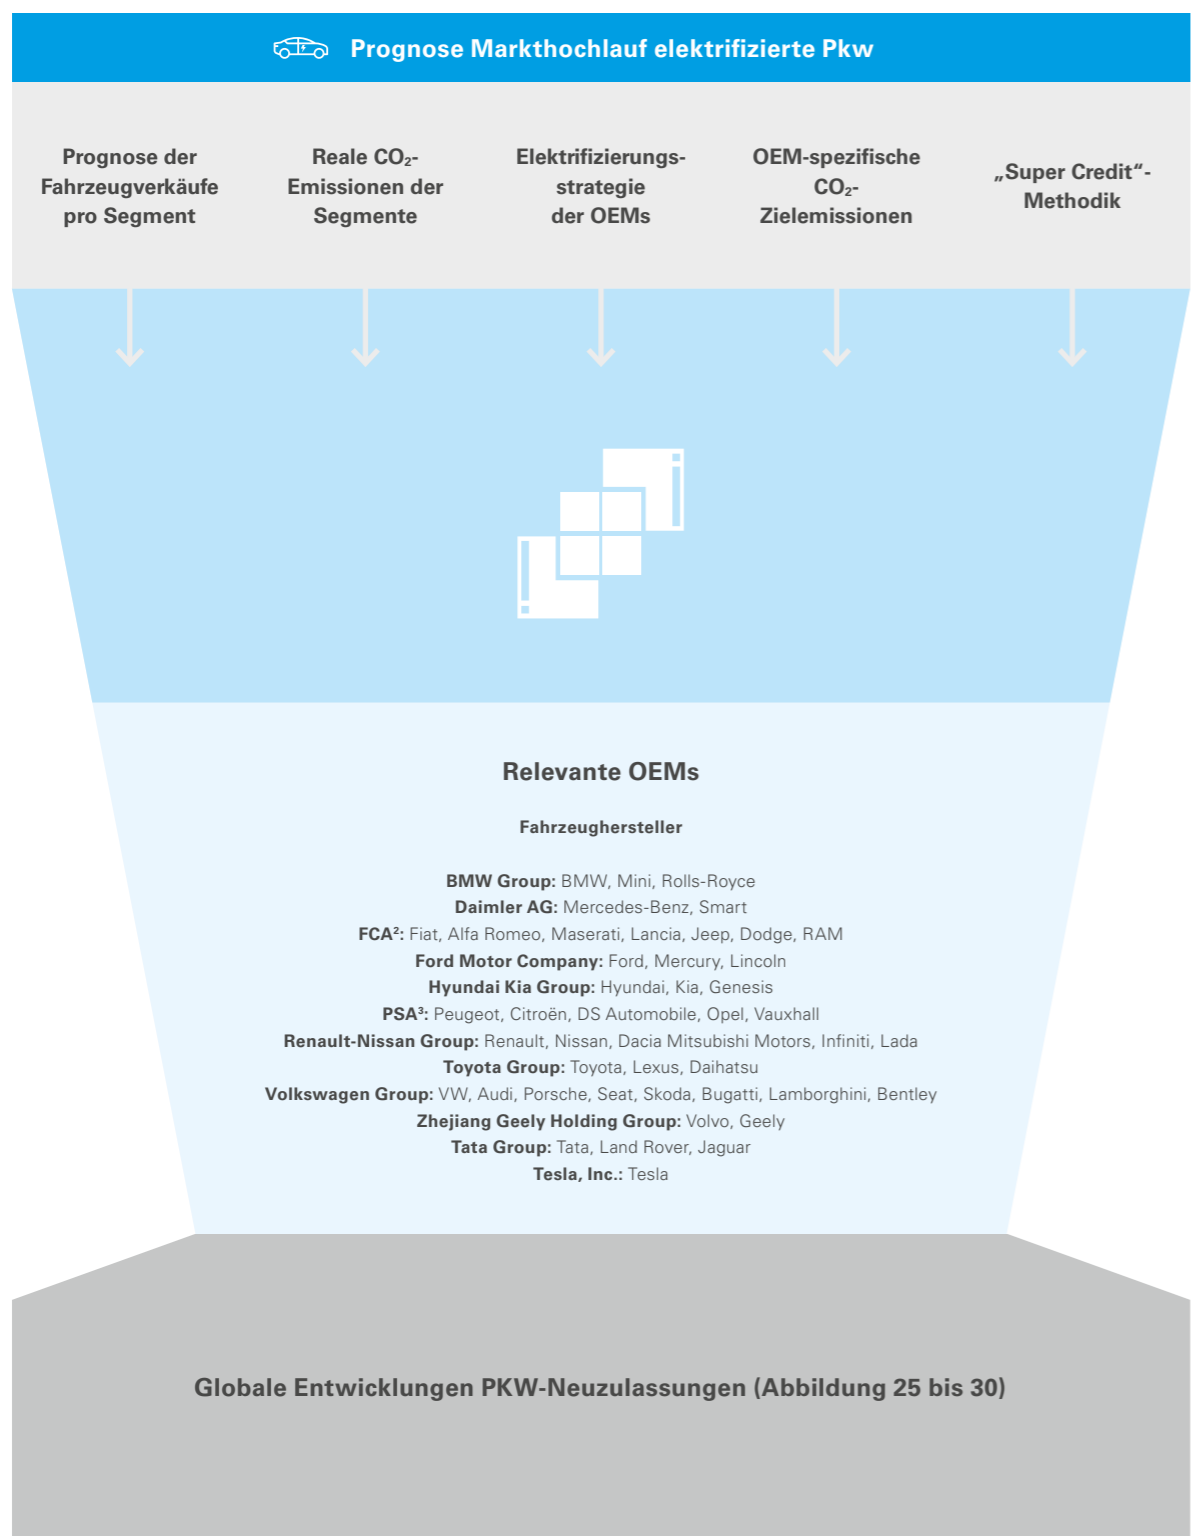 Prognose Markthochlauf elektrifizierte Pkw
Prognose der
Fahrzeugverkäufe
pro Segment
Reale CO₂-
Emissionen der
Segmente
Elektrifizierungs-
strategie
der OEMs
OEM-spezifische
CO₂-
Zielemissionen
„Super Credit“-
Methodik
Relevante OEMs
Fahrzeughersteller
BMW Group: BMW, Mini, Rolls-Royce
Daimler AG: Mercedes-Benz, Smart
FCA²: Fiat, Alfa Romeo, Maserati, Lancia, Jeep, Dodge, RAM
Ford Motor Company: Ford, Mercury, Lincoln
Hyundai Kia Group: Hyundai, Kia, Genesis
PSA³: Peugeot, Citroën, DS Automobile, Opel, Vauxhall
Renault-Nissan Group: Renault, Nissan, Dacia Mitsubishi Motors, Infiniti, Lada
Toyota Group: Toyota, Lexus, Daihatsu
Volkswagen Group: VW, Audi, Porsche, Seat, Skoda, Bugatti, Lamborghini, Bentley
Zhejiang Geely Holding Group: Volvo, Geely
Tata Group: Tata, Land Rover, Jaguar
Tesla, Inc.: Tesla
Globale Entwicklungen PKW-Neuzulassungen (Abbildung 25 bis 30)